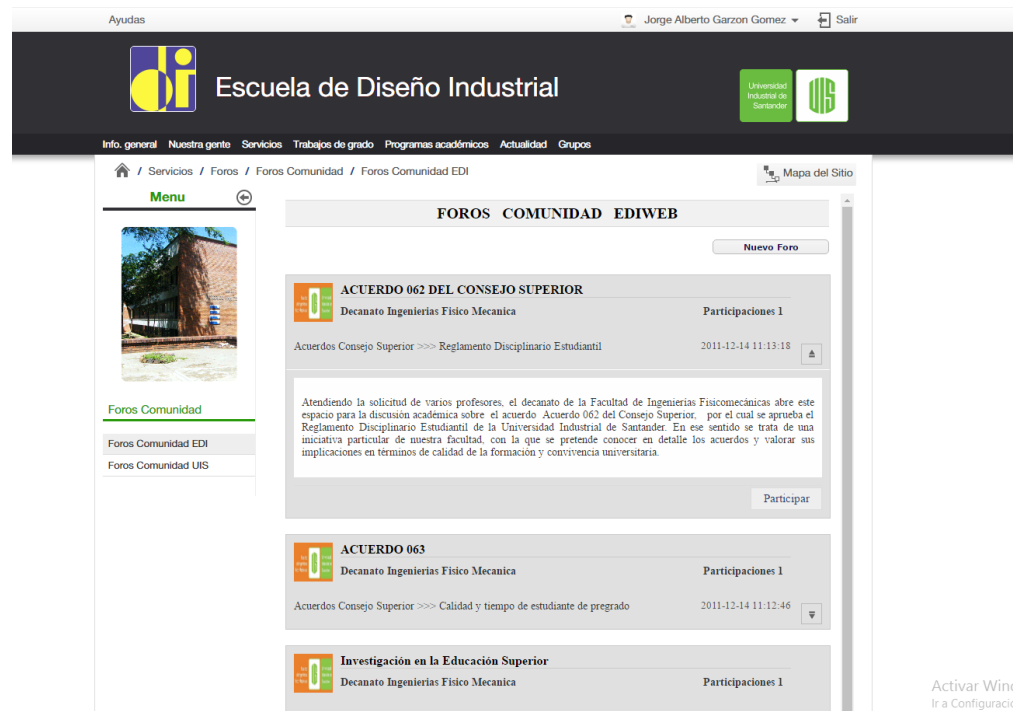 Ayudas
Jorge Alberto Garzon Gomez
Salir
Escuela de Diseño Industrial
Universidad
Industrial de
Santander
UIS
Info. general Nuestra gente Servicios Trabajos de grado Programas académicos Actualidad Grupos
/ Servicios / Foros / Foros Comunidad / Foros Comunidad EDI
Mapa del Sitio
Menu
Foros Comunidad
Foros Comunidad EDI
Foros Comunidad UIS
FOROS COMUNIDAD EDIWEB
Nuevo Foro
ACUERDO 062 DEL CONSEJO SUPERIOR
Decanato Ingenierias Fisico Mecanica
Participaciones 1
Acuerdos Consejo Superior >>> Reglamento Disciplinario Estudiantil
2011-12-14 11:13:18
Atendiendo la solicitud de varios profesores, el decanato de la Facultad de Ingenierías Fisicomecánicas abre este
espacio para la discusión académica sobre el acuerdo Acuerdo 062 del Consejo Superior, por el cual se aprueba el
Reglamento Disciplinario Estudiantil de la Universidad Industrial de Santander. En ese sentido se trata de una
iniciativa particular de nuestra facultad, con la que se pretende conocer en detalle los acuerdos y valorar sus
implicaciones en términos de calidad de la formación y convivencia universitaria.
Participar
ACUERDO 063
Decanato Ingenierias Fisico Mecanica
Participaciones 1
Acuerdos Consejo Superior >>> Calidad y tiempo de estudiante de pregrado
2011-12-14 11:12:46
Investigación en la Educación Superior
Decanato Ingenierias Fisico Mecanica
Participaciones 1
Activar Win
Ir a Configuració